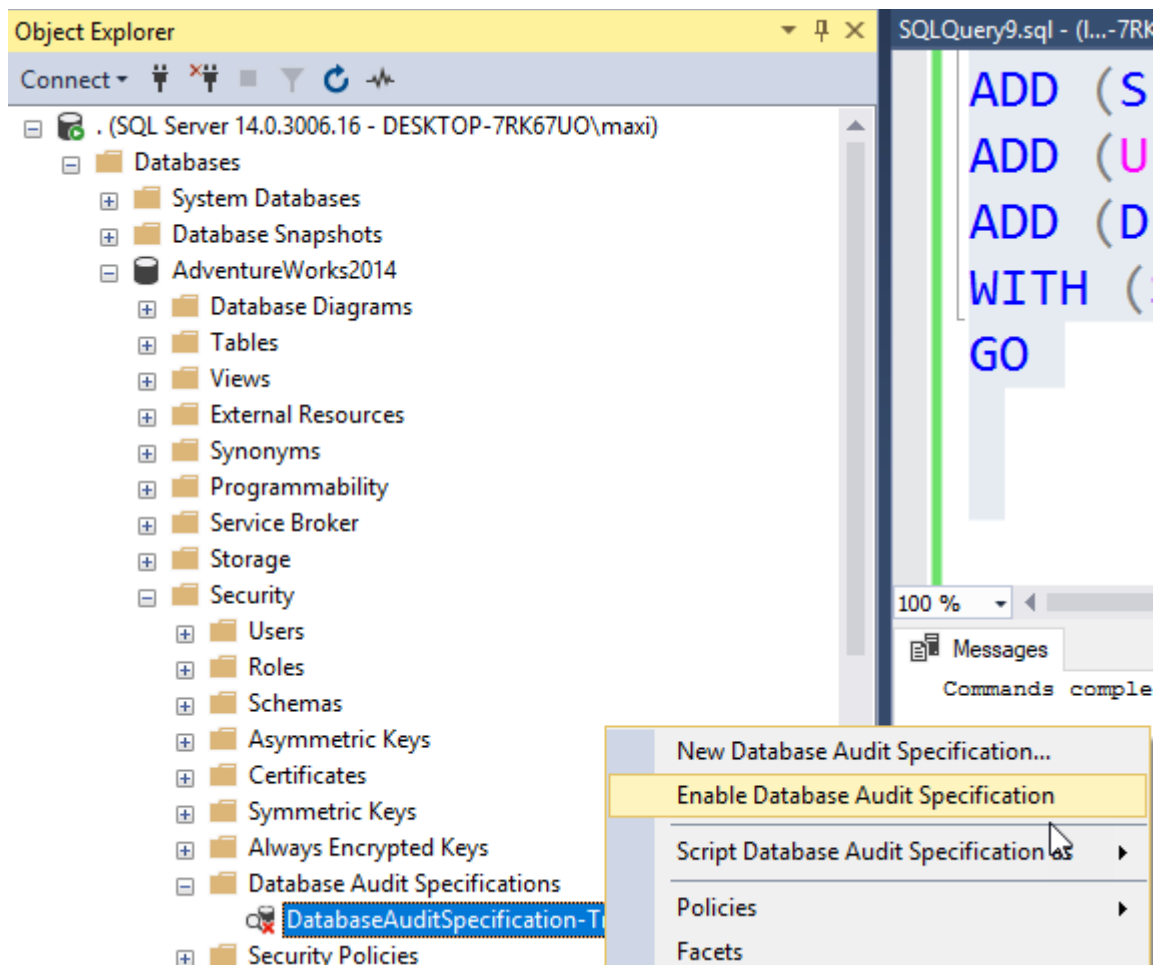 Object Explorer
Connect
. (SQL Server 14.0.3006.16 - DESKTOP-7RK67UO\maxi)
Databases
System Databases
Database Snapshots
AdventureWorks2014
Database Diagrams
Tables
Views
External Resources
Synonyms
Programmability
Service Broker
Storage
Security
Users
Roles
Schemas
Asymmetric Keys
Certificates
Symmetric Keys
Always Encrypted Keys
Database Audit Specifications
DatabaseAuditSpecification-Tr
Security Policies
SQLQuery9.sql - (l...-7RK
ADD (S
ADD (U
ADD (D
WITH (
GO
100 %
Messages
Commands comple
New Database Audit Specification...
Enable Database Audit Specification
Script Database Audit Specification as
Policies
Facets